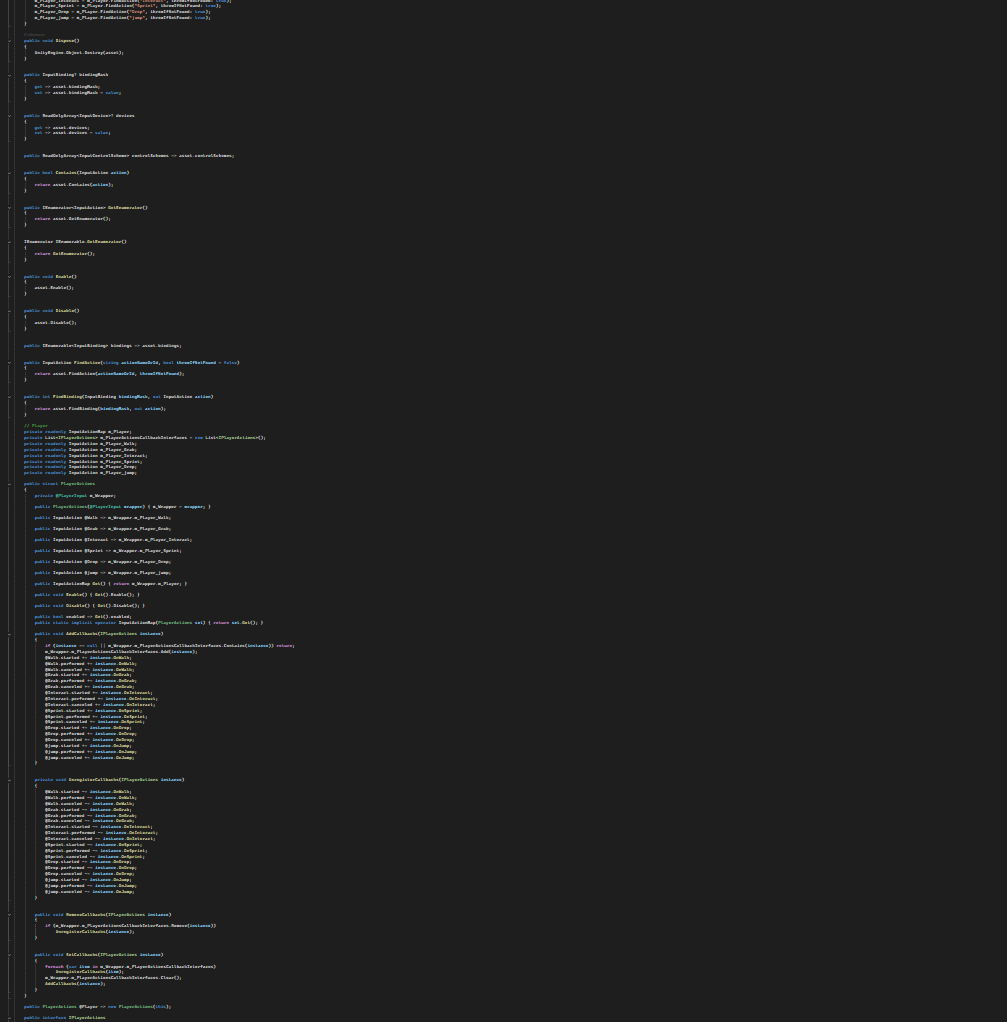 m_Player_Sprint = m_Player.FindAction("Sprint", throwIfNotFound: true);
m_Player_Drop = m_Player.FindAction("Drop", throwIfNotFound: true);
m_Player_jump = m_Player.FindAction("jump", throwIfNotFound: true);
}
public void Dispose()
{
UnityEngine.Object.Destroy(asset);
}
public InputBinding? bindingMask
{
get => asset.bindingMask;
set => asset.bindingMask = value;
}
public ReadOnlyArray<InputDevice>? devices
{
get => asset.devices;
set => asset.devices = value;
}
public ReadOnlyArray<InputControlScheme> controlSchemes => asset.controlSchemes;
public bool Contains(InputAction action)
{
return asset.Contains(action);
}
public IEnumerator<InputAction> GetEnumerator()
{
return asset.GetEnumerator();
}
IEnumerator IEnumerable.GetEnumerator()
{
return GetEnumerator();
}
public void Enable()
{
asset.Enable();
}
public void Disable()
{
asset.Disable();
}
public IEnumerable<InputBinding> bindings => asset.bindings;
public InputAction FindAction(string actionNameOrId, bool throwIfNotFound = false)
{
return asset.FindAction(actionNameOrId, throwIfNotFound);
}
public int FindBinding(InputBinding bindingMask, out InputAction action)
{
return asset.FindBinding(bindingMask, out action);
}
// Player
private readonly InputActionMap m_Player;
private List<IPlayerActions> m_PlayerActionsCallbackInterfaces = new List<IPlayerActions>();
private readonly InputAction m_Player_Walk;
private readonly InputAction m_Player_Grab;
private readonly InputAction m_Player_Interact;
private readonly InputAction m_Player_Sprint;
private readonly InputAction m_Player_Drop;
private readonly InputAction m_Player_jump;
public struct PlayerActions
{
private @PlayerInput m_Wrapper;
public PlayerActions(@PlayerInput wrapper) { m_Wrapper = wrapper; }
public InputAction @Walk => m_Wrapper.m_Player_Walk;
public InputAction @Grab => m_Wrapper.m_Player_Grab;
public InputAction @Interact => m_Wrapper.m_Player_Interact;
public InputAction @Sprint => m_Wrapper.m_Player_Sprint;
public InputAction @Drop => m_Wrapper.m_Player_Drop;
public InputAction @jump => m_Wrapper.m_Player_jump;
public InputActionMap Get() { return m_Wrapper.m_Player; }
public void Enable() { Get().Enable(); }
public void Disable() { Get().Disable(); }
public bool enabled => Get().enabled;
public static implicit operator InputActionMap(PlayerActions set) { return set.Get(); }
public void AddCallbacks(IPlayerActions instance)
{
if (instance == null || m_Wrapper.m_PlayerActionsCallbackInterfaces.Contains(instance)) return;
m_Wrapper.m_PlayerActionsCallbackInterfaces.Add(instance);
@Walk.started += instance.OnWalk;
@Walk.performed += instance.OnWalk;
@Walk.canceled += instance.OnWalk;
@Grab.started += instance.OnGrab;
@Grab.performed += instance.OnGrab;
@Grab.canceled += instance.OnGrab;
@Interact.started += instance.OnInteract;
@Interact.performed += instance.OnInteract;
@Interact.canceled += instance.OnInteract;
@Sprint.started += instance.OnSprint;
@Sprint.performed += instance.OnSprint;
@Sprint.canceled += instance.OnSprint;
@Drop.started += instance.OnDrop;
@Drop.performed += instance.OnDrop;
@Drop.canceled += instance.OnDrop;
@jump.started += instance.OnJump;
@jump.performed += instance.OnJump;
@jump.canceled += instance.OnJump;
}
private void UnregisterCallbacks(IPlayerActions instance)
{
@Walk.started -= instance.OnWalk;
@Walk.performed -= instance.OnWalk;
@Walk.canceled -= instance.OnWalk;
@Grab.started -= instance.OnGrab;
@Grab.performed -= instance.OnGrab;
@Grab.canceled -= instance.OnGrab;
@Interact.started -= instance.OnInteract;
@Interact.performed -= instance.OnInteract;
@Interact.canceled -= instance.OnInteract;
@Sprint.started -= instance.OnSprint;
@Sprint.performed -= instance.OnSprint;
@Sprint.canceled -= instance.OnSprint;
@Drop.started -= instance.OnDrop;
@Drop.performed -= instance.OnDrop;
@Drop.canceled -= instance.OnDrop;
@jump.started -= instance.OnJump;
@jump.performed -= instance.OnJump;
@jump.canceled -= instance.OnJump;
}
public void RemoveCallbacks(IPlayerActions instance)
{
if (m_Wrapper.m_PlayerActionsCallbackInterfaces.Remove(instance))
UnregisterCallbacks(instance);
}
public void SetCallbacks(IPlayerActions instance)
{
foreach (var item in m_Wrapper.m_PlayerActionsCallbackInterfaces)
UnregisterCallbacks(item);
m_Wrapper.m_PlayerActionsCallbackInterfaces.Clear();
AddCallbacks(instance);
}
}
public PlayerActions @Player => new PlayerActions(this);
public interface IPlayerActions